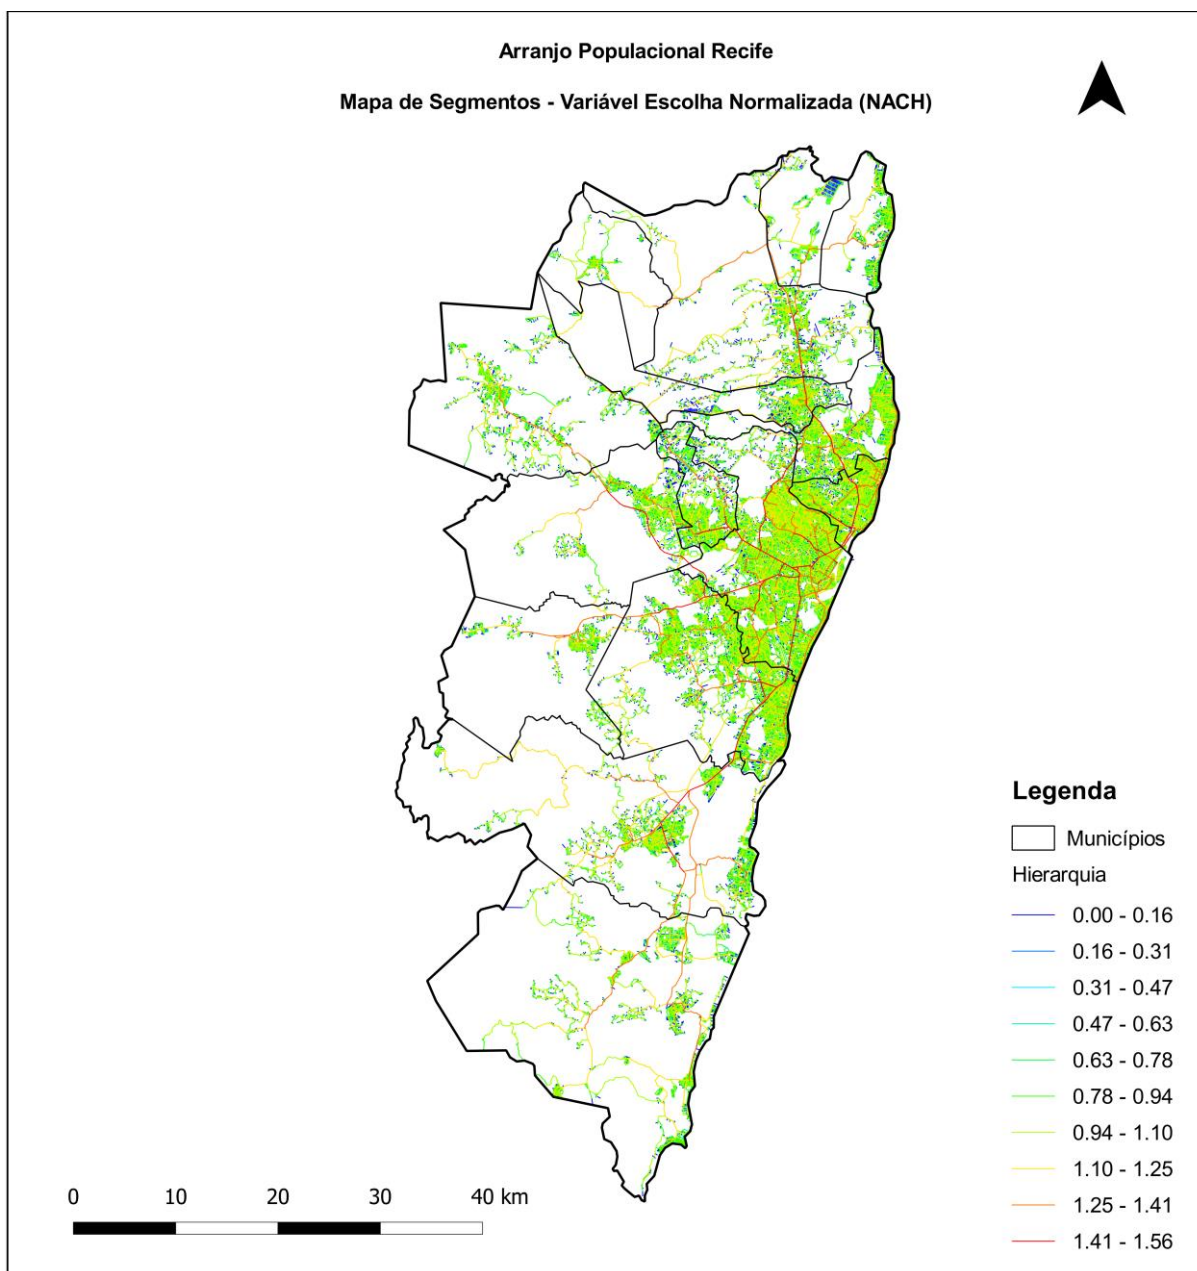 Arranjo Populacional Recife
Mapa de Segmentos - Variável Escolha Normalizada (NACH)
Legenda
Municípios
Hierarquia
0.00 - 0.16
0.16 - 0.31
0.31 - 0.47
0.47 - 0.63
0.63 - 0.78
0.78 - 0.94
0.94 - 1.10
1.10 - 1.25
1.25 - 1.41
1.41 - 1.56
0 10 20 30 40 km